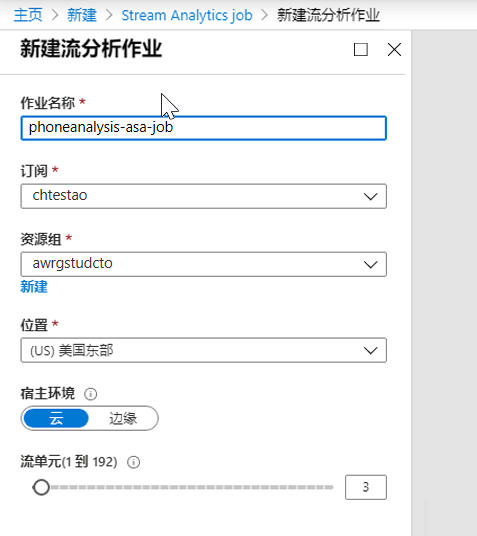 主页 > 新建 > Stream Analytics job > 新建流分析作业
新建流分析作业
作业名称 *
phoneanalysis-asa-job
订阅 *
chtestao
资源组 *
awrgstudcto
新建
位置 *
(US) 美国东部
宿主环境
云 边缘
流单元(1 到 192)
3